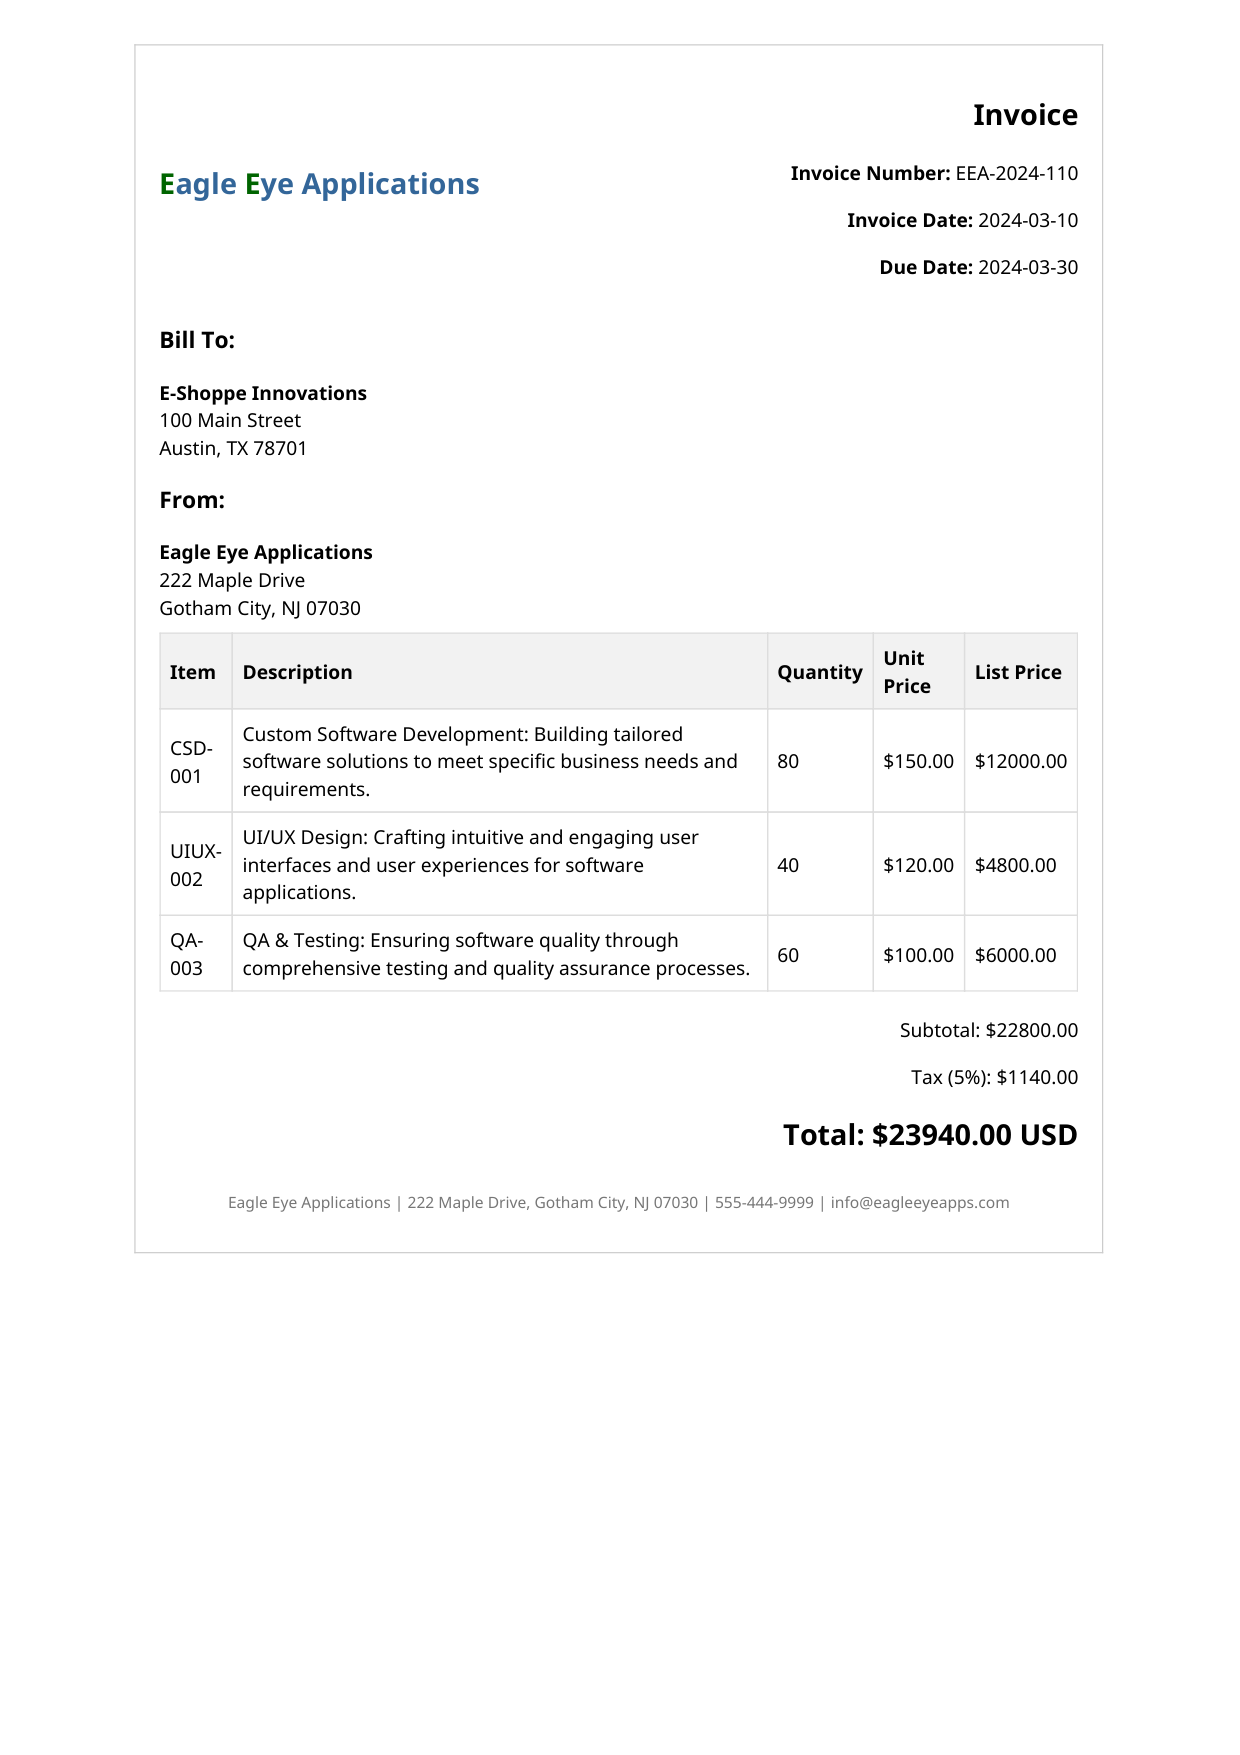 Invoice
Eagle Eye Applications
Invoice Number: EEA-2024-110
Invoice Date: 2024-03-10
Due Date: 2024-03-30
Bill To:
E-Shoppe Innovations
100 Main Street
Austin, TX 78701
From:
Eagle Eye Applications
222 Maple Drive
Gotham City, NJ 07030
Item Description Quantity Unit Price List Price
CSD-
001
Custom Software Development: Building tailored
software solutions to meet specific business needs and
requirements.
80 $150.00 $12000.00
UIUX-
002
UI/UX Design: Crafting intuitive and engaging user
interfaces and user experiences for software
applications.
40 $120.00 $4800.00
QA-
003
QA & Testing: Ensuring software quality through
comprehensive testing and quality assurance processes.
60 $100.00 $6000.00
Subtotal: $22800.00
Tax (5%): $1140.00
Total: $23940.00 USD
Eagle Eye Applications | 222 Maple Drive, Gotham City, NJ 07030 | 555-444-9999 | info@eagleeyeapps.com